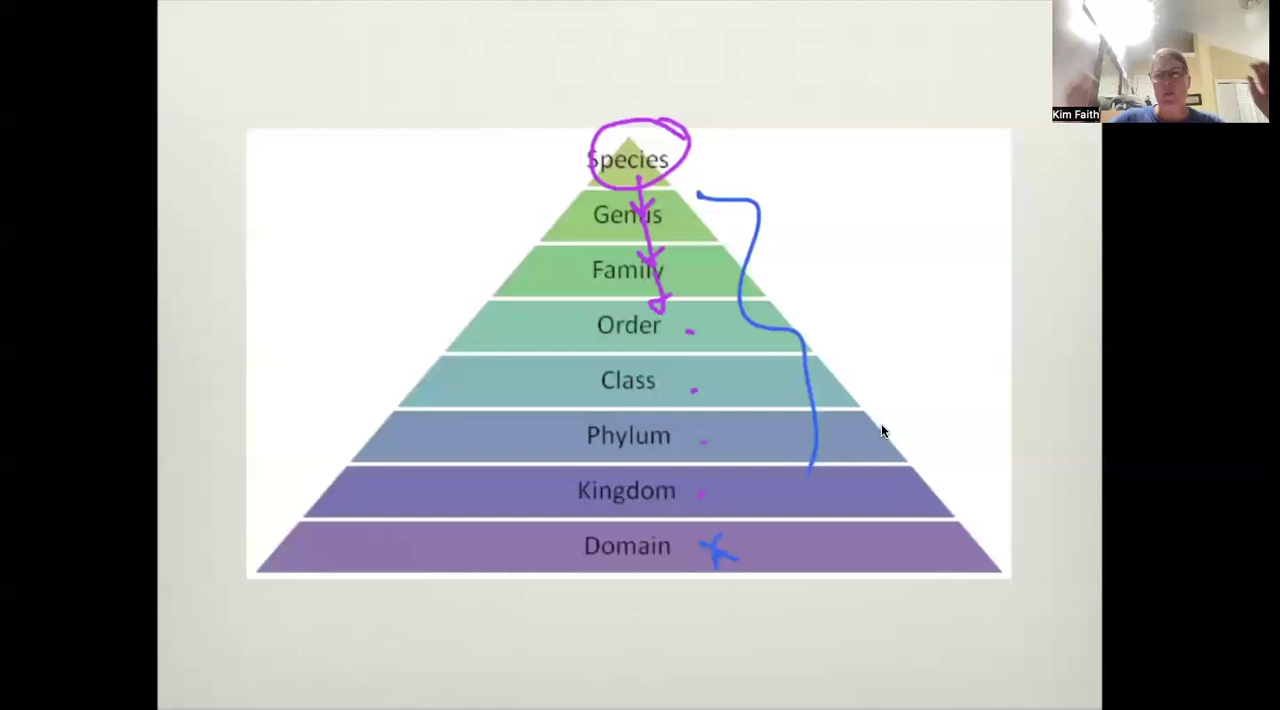 Kim Faith
Species
Genus
Family
Order
Class
Phylum
Kingdom
Domain